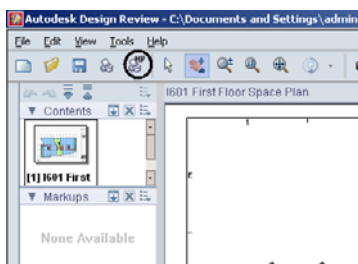 Autodesk Design Review - C:\Documents and Settings\admin
File Edit View Tools Help
HP
I601 First Floor Space Plan
Contents
[1] I601 First
Markups
None Available